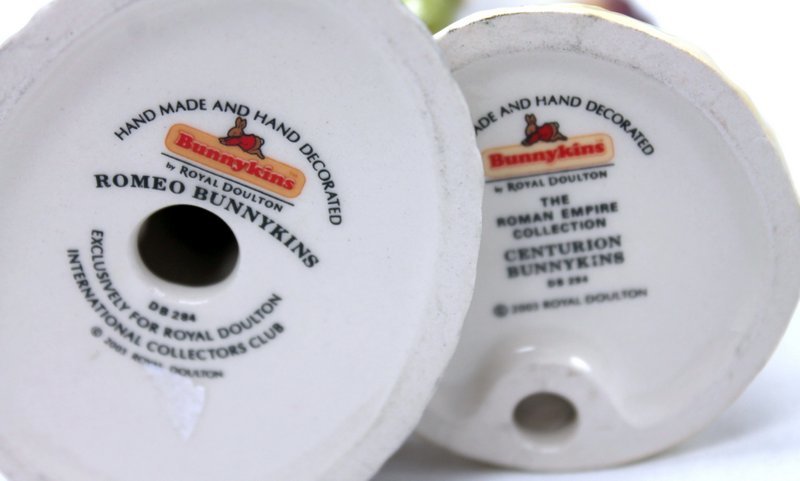 HAND MADE AND HAND DECORATED
Bunnykins
by ROYAL DOULTON
ROMEO BUNNYKINS
DB 284
EXCLUSIVELY FOR ROYAL DOULTON
INTERNATIONAL COLLECTORS CLUB
© 2003 ROYAL DOULTON
ADE AND HAND DECORATED
Bunnykins
by ROYAL DOULTON
THE
ROMAN EMPIRE
COLLECTION
CENTURION
BUNNYKINS
DB 294
© 2003 ROYAL DOULTON